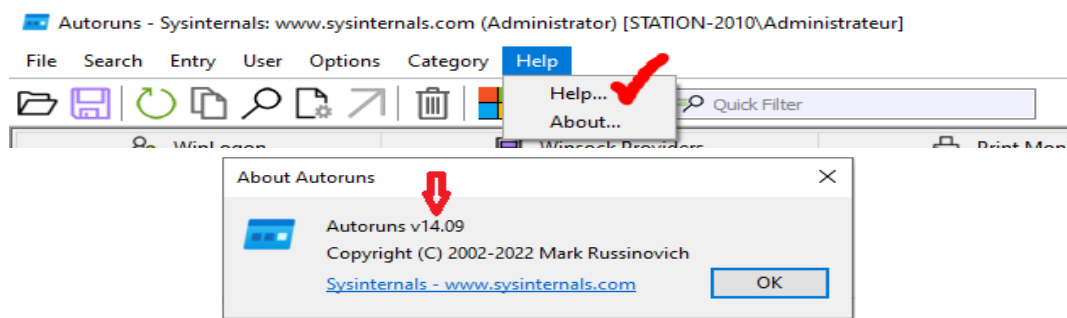 Autoruns - Sysinternals: www.sysinternals.com (Administrator) [STATION-2010\Administrateur]
File Search Entry User Options Category Help
Help...
Quick Filter
About...
WinLogon Winsock Providers Print Mon
About Autoruns
Autoruns v14.09
Copyright (C) 2002-2022 Mark Russinovich
Sysinternals - www.sysinternals.com
OK